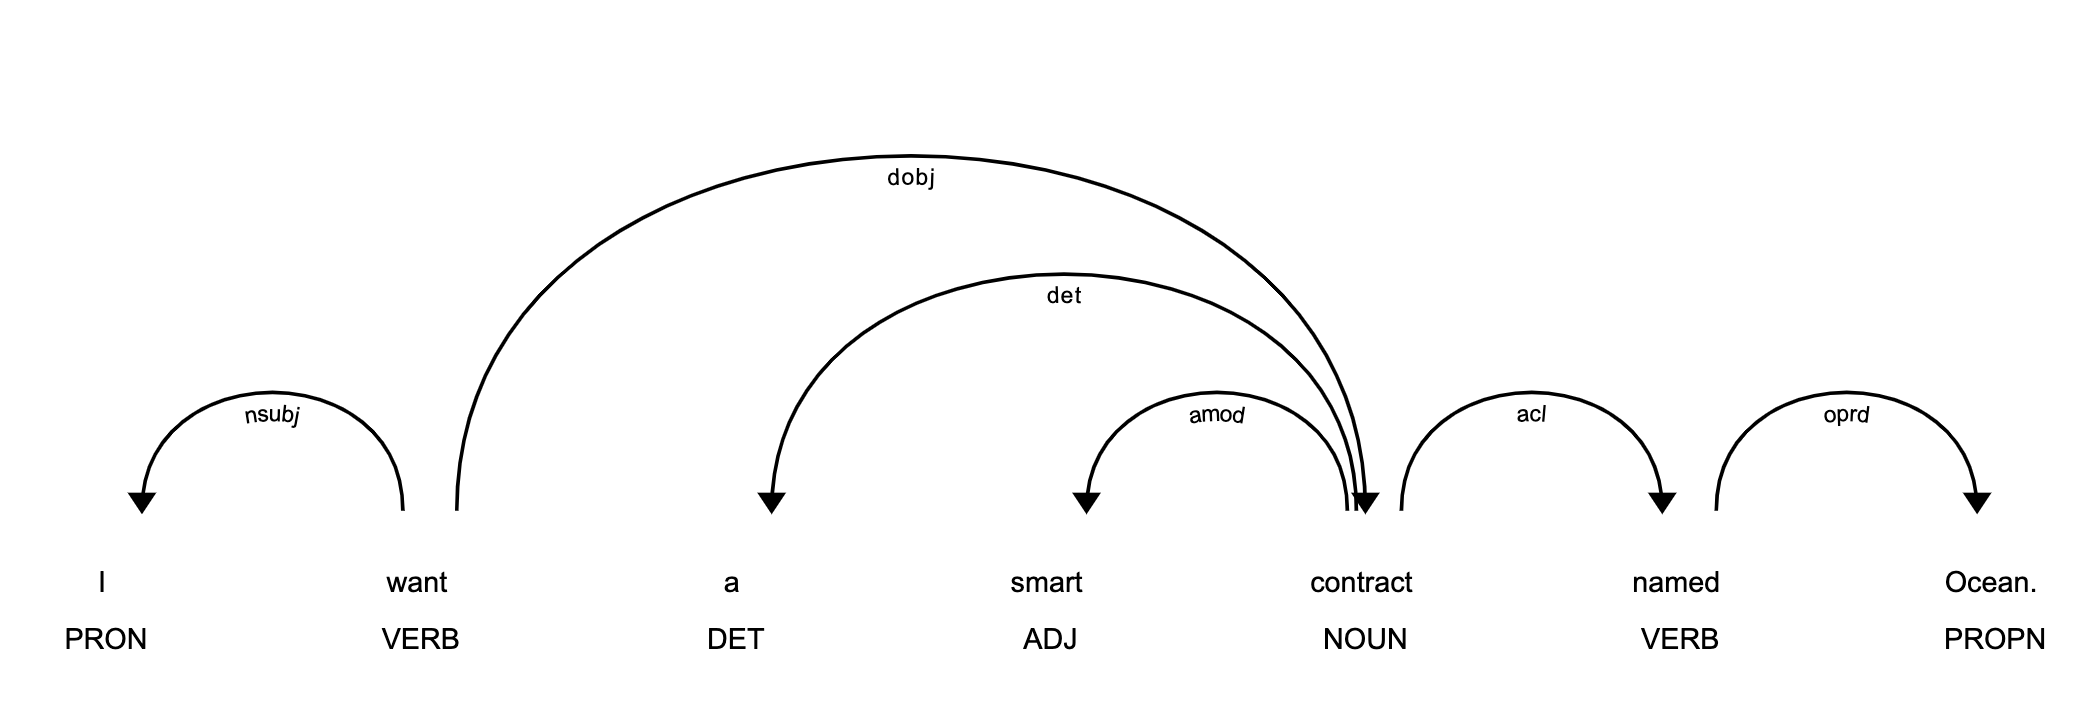 dobj
det
nsubj amod acl oprd
I want a smart contract named Ocean.
PRON VERB DET ADJ NOUN VERB PROPN